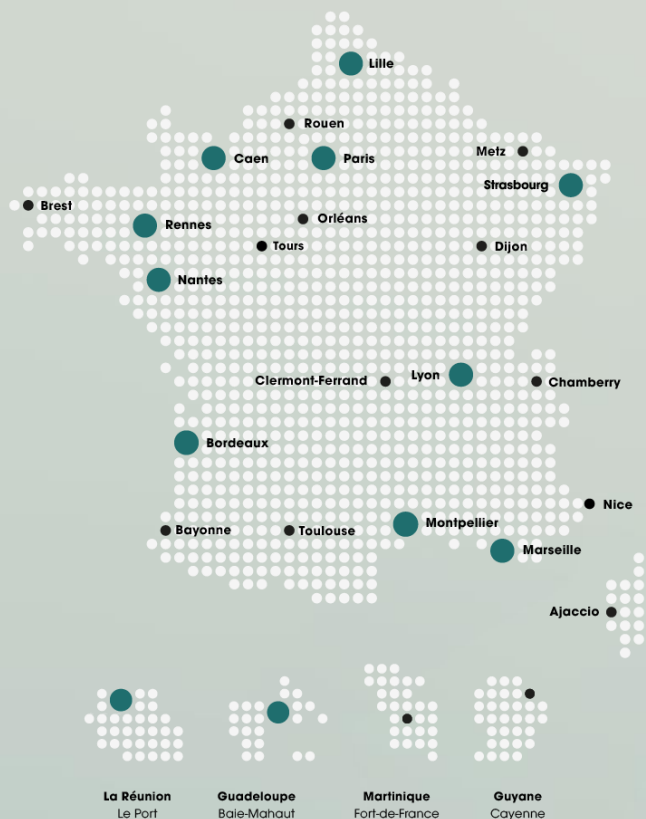 Lille
Rouen
Caen
Paris
Metz
Strasbourg
Brest
Rennes
Orléans
Tours
Dijon
Nantes
Clermont-Ferrand
Lyon
Chamberry
Bordeaux
Nice
Bayonne
Toulouse
Montpellier
Marseille
Ajaccio
La Réunion
Le Port
Guadeloupe
Baie-Mahaut
Martinique
Fort-de-France
Guyane
Cayenne